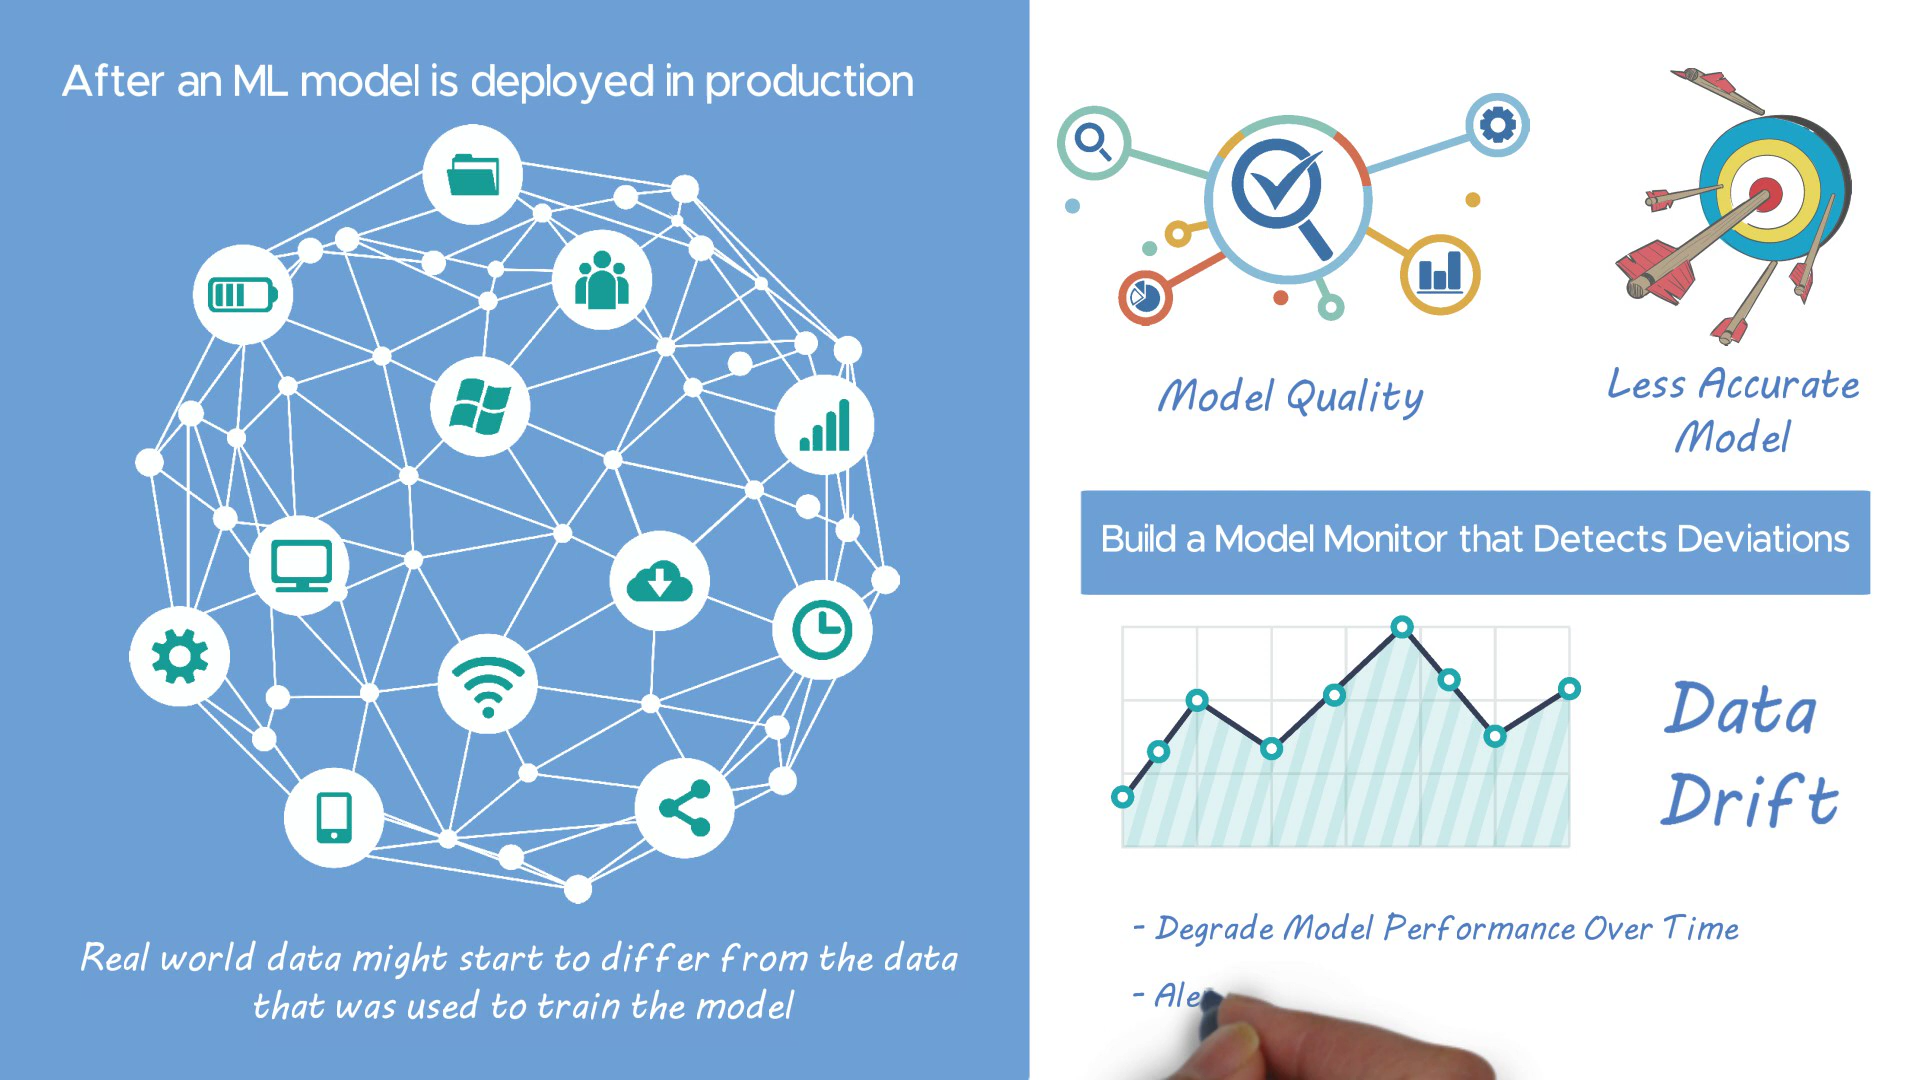 After an ML model is deployed in production
Real world data might start to differ from the data
that was used to train the model
Model Quality
Less Accurate
Model
Build a Model Monitor that Detects Deviations
Data
Drift
- Degrade Model Performance Over Time
- Ale